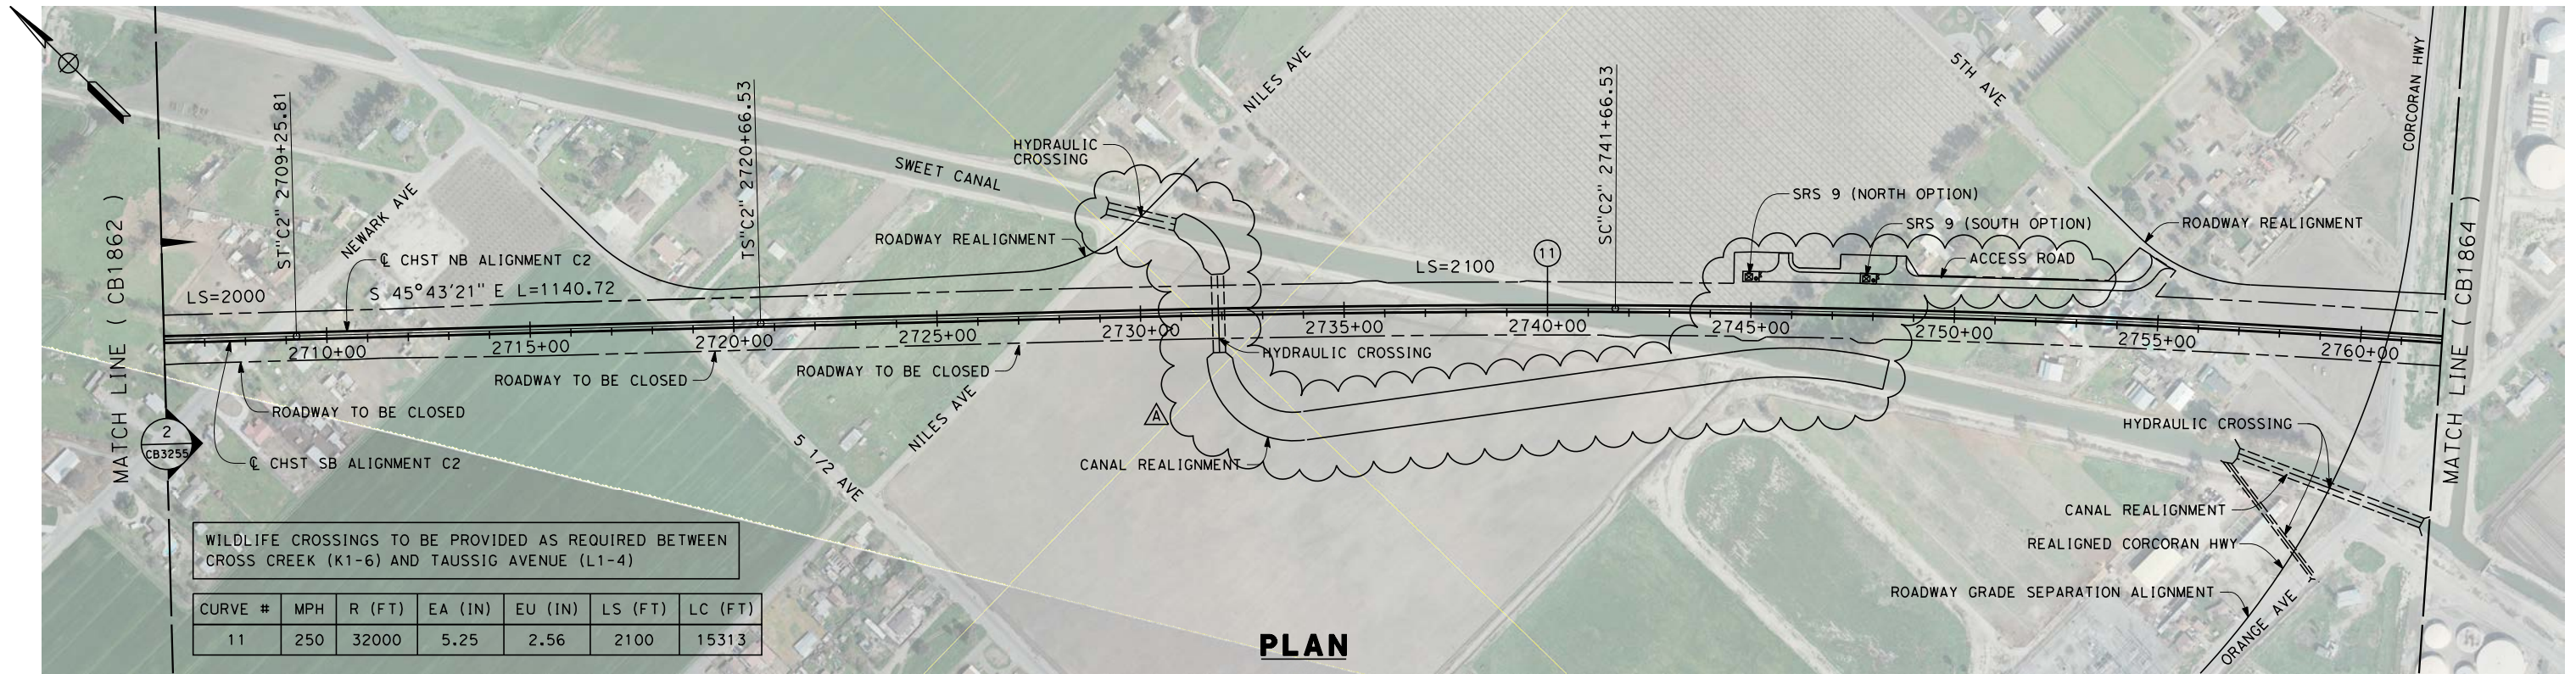 MATCH LINE ( CB1862 )
ST"C2" 2709+25.81
NEWARK AVE
TS"C2" 2720+66.53
SWEET CANAL
HYDRAULIC
CROSSING
NILES AVE
SC"C2" 2741+66.53
5TH AVE
CORCORAN HWY
MATCH LINE ( CB1864 )
SRS 9 (NORTH OPTION)
SRS 9 (SOUTH OPTION)
ROADWAY REALIGNMENT
ROADWAY REALIGNMENT
ACCESS ROAD
℄ CHST NB ALIGNMENT C2
11
LS=2000
S 45°43'21" E L=1140.72
LS=2100
2710+00
2715+00
2720+00
2725+00
2730+00
2735+00
2740+00
2745+00
2750+00
2755+00
2760+00
HYDRAULIC CROSSING
ROADWAY TO BE CLOSED
ROADWAY TO BE CLOSED
ROADWAY TO BE CLOSED
NILES AVE
A
2
CB3255
℄ CHST SB ALIGNMENT C2
5 1/2 AVE
CANAL REALIGNMENT
HYDRAULIC CROSSING
CANAL REALIGNMENT
REALIGNED CORCORAN HWY
ROADWAY GRADE SEPARATION ALIGNMENT
ORANGE AVE
WILDLIFE CROSSINGS TO BE PROVIDED AS REQUIRED BETWEEN
CROSS CREEK (K1-6) AND TAUSSIG AVENUE (L1-4)
CURVE # MPH R (FT) EA (IN) EU (IN) LS (FT) LC (FT)
11 250 32000 5.25 2.56 2100 15313
PLAN